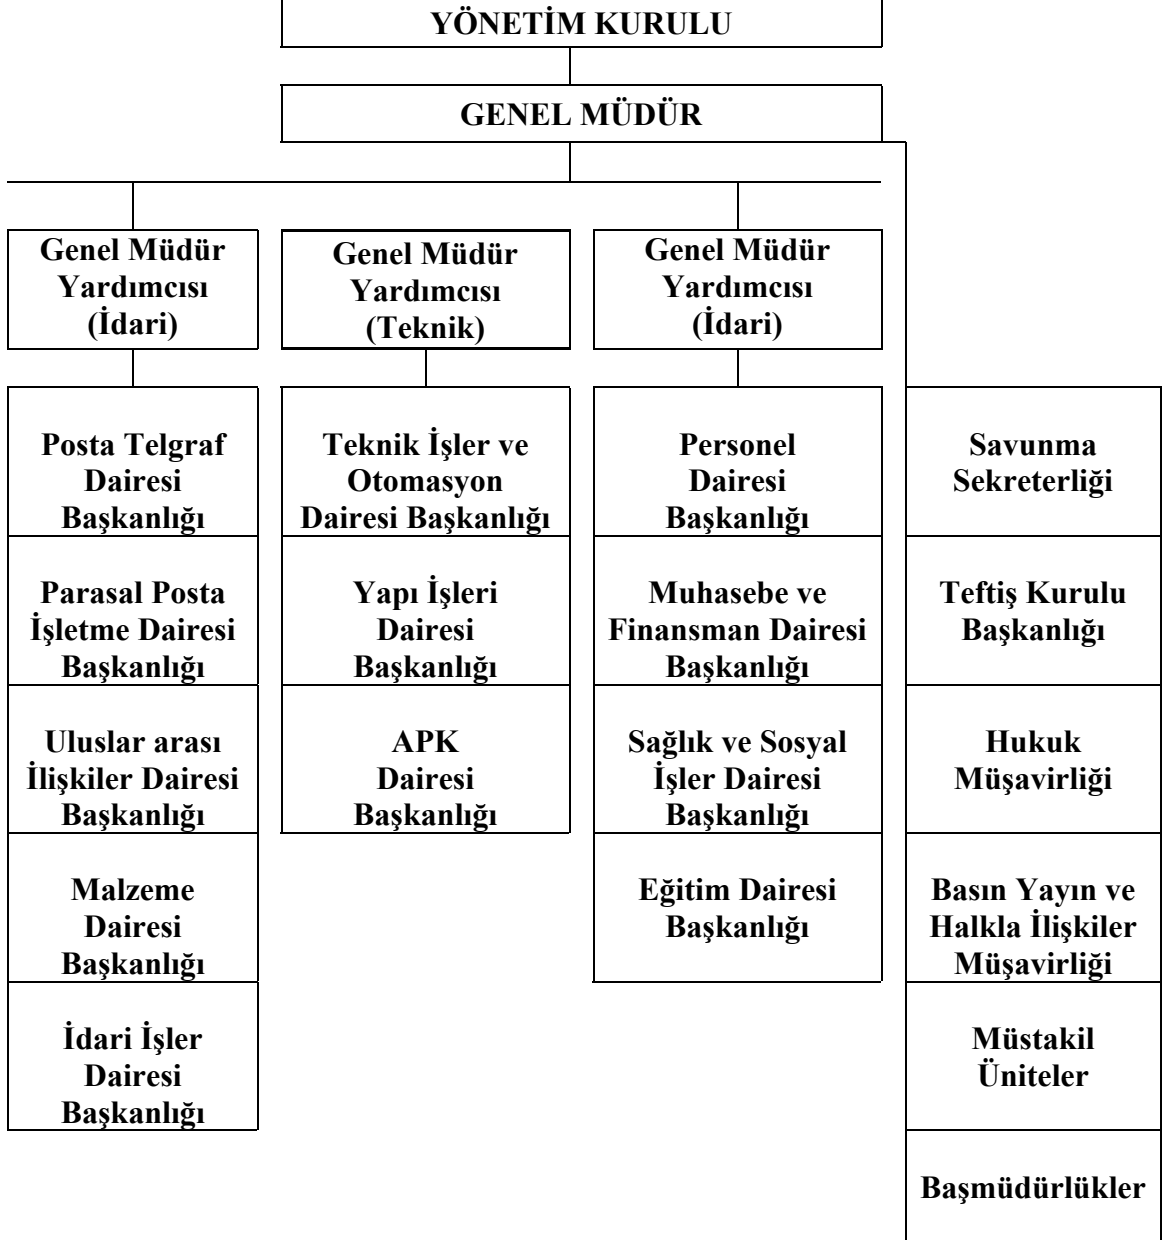 YÖNETİM KURULU
GENEL MÜDÜR
Genel Müdür
Yardımcısı
(İdari)
Genel Müdür
Yardımcısı
(Teknik)
Genel Müdür
Yardımcısı
(İdari)
Posta Telgraf
Dairesi
Başkanlığı
Parasal Posta
İşletme Dairesi
Başkanlığı
Uluslar arası
İlişkiler Dairesi
Başkanlığı
Malzeme
Dairesi
Başkanlığı
İdari İşler
Dairesi
Başkanlığı
Teknik İşler ve
Otomasyon
Dairesi Başkanlığı
Yapı İşleri
Dairesi
Başkanlığı
APK
Dairesi
Başkanlığı
Personel
Dairesi
Başkanlığı
Muhasebe ve
Finansman Dairesi
Başkanlığı
Sağlık ve Sosyal
İşler Dairesi
Başkanlığı
Eğitim Dairesi
Başkanlığı
Savunma
Sekreterliği
Teftiş Kurulu
Başkanlığı
Hukuk
Müşavirliği
Basın Yayın ve
Halkla İlişkiler
Müşavirliği
Müstakil
Üniteler
Başmüdürlükler